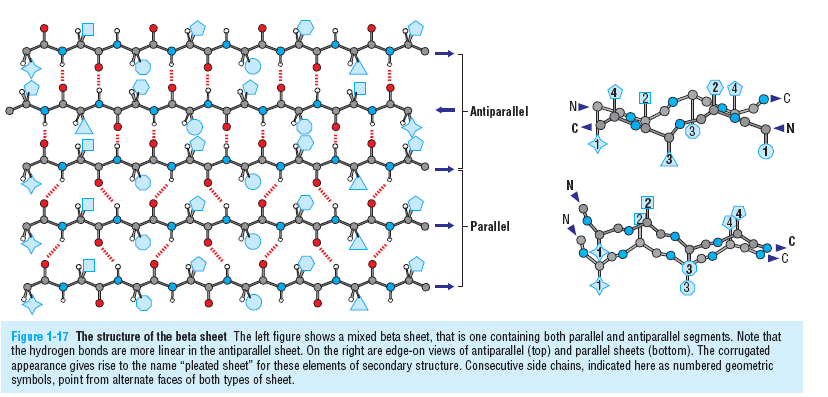 Antiparallel
Parallel
N
C
4
2
2
4
C
N
1
3
3
1
N
N
2
2
4
4
1
1
3
3
C
C
Figure 1-17 The structure of the beta sheet The left figure shows a mixed beta sheet, that is one containing both parallel and antiparallel segments. Note that
the hydrogen bonds are more linear in the antiparallel sheet. On the right are edge-on views of antiparallel (top) and parallel sheets (bottom). The corrugated
appearance gives rise to the name “pleated sheet” for these elements of secondary structure. Consecutive side chains, indicated here as numbered geometric
symbols, point from alternate faces of both types of sheet.